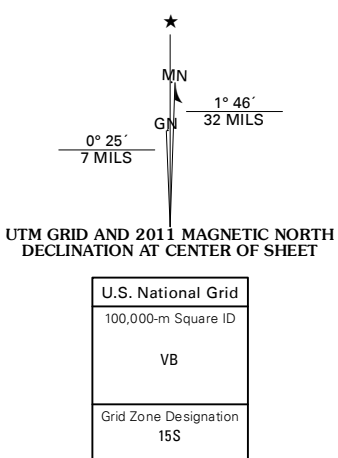 ★
MN
1° 46´
32 MILS
GN
0° 25´
7 MILS
UTM GRID AND 2011 MAGNETIC NORTH
DECLINATION AT CENTER OF SHEET
U.S. National Grid
100,000-m Square ID
VB
Grid Zone Designation
15S